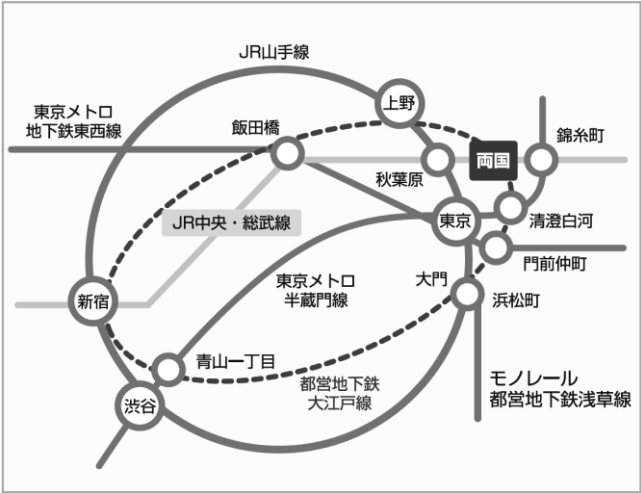 JR山手線
東京メトロ
地下鉄東西線
飯田橋
上野
錦糸町
秋葉原
両国
JR中央・総武線
東京
清澄白河
門前仲町
東京メトロ
半蔵門線
大門
浜松町
新宿
青山一丁目
都営地下鉄
大江戸線
渋谷
モノレール
都営地下鉄浅草線